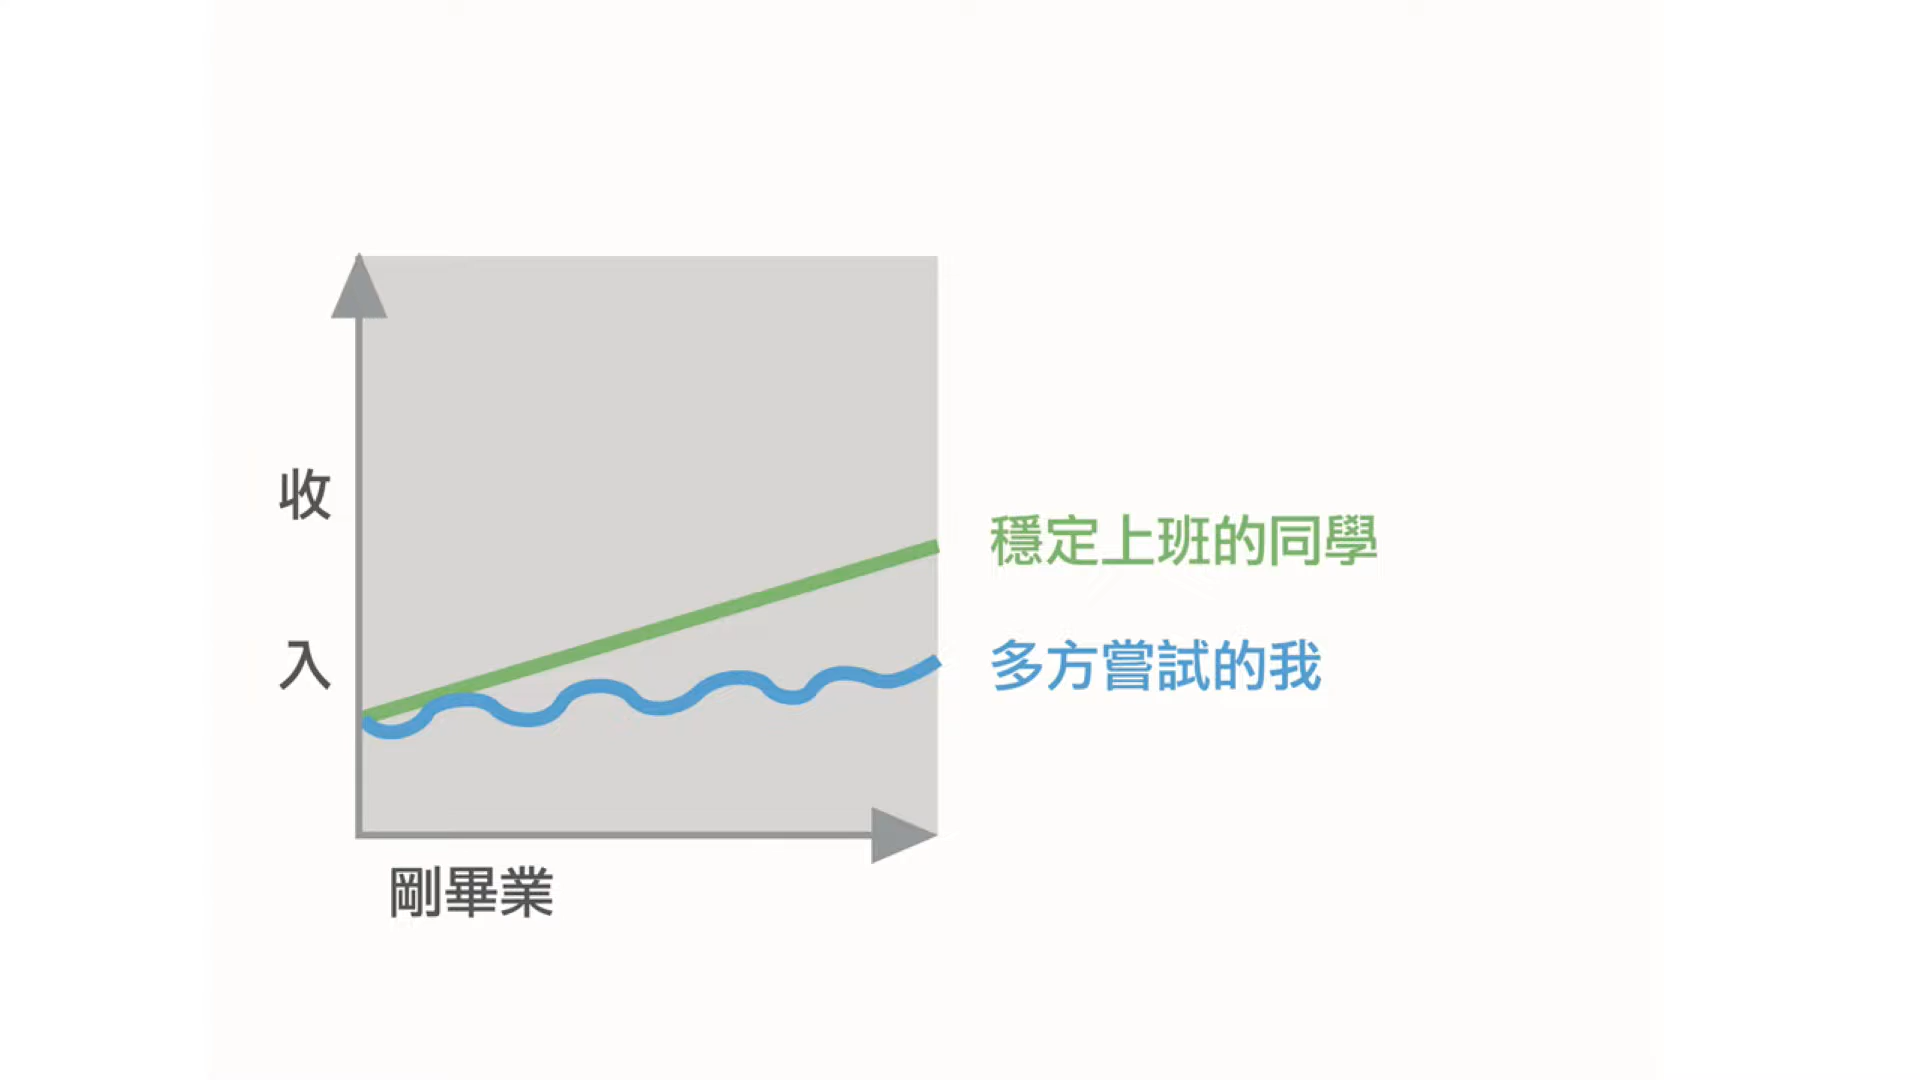 收入
穩定上班的同學
多方嘗試的我
剛畢業